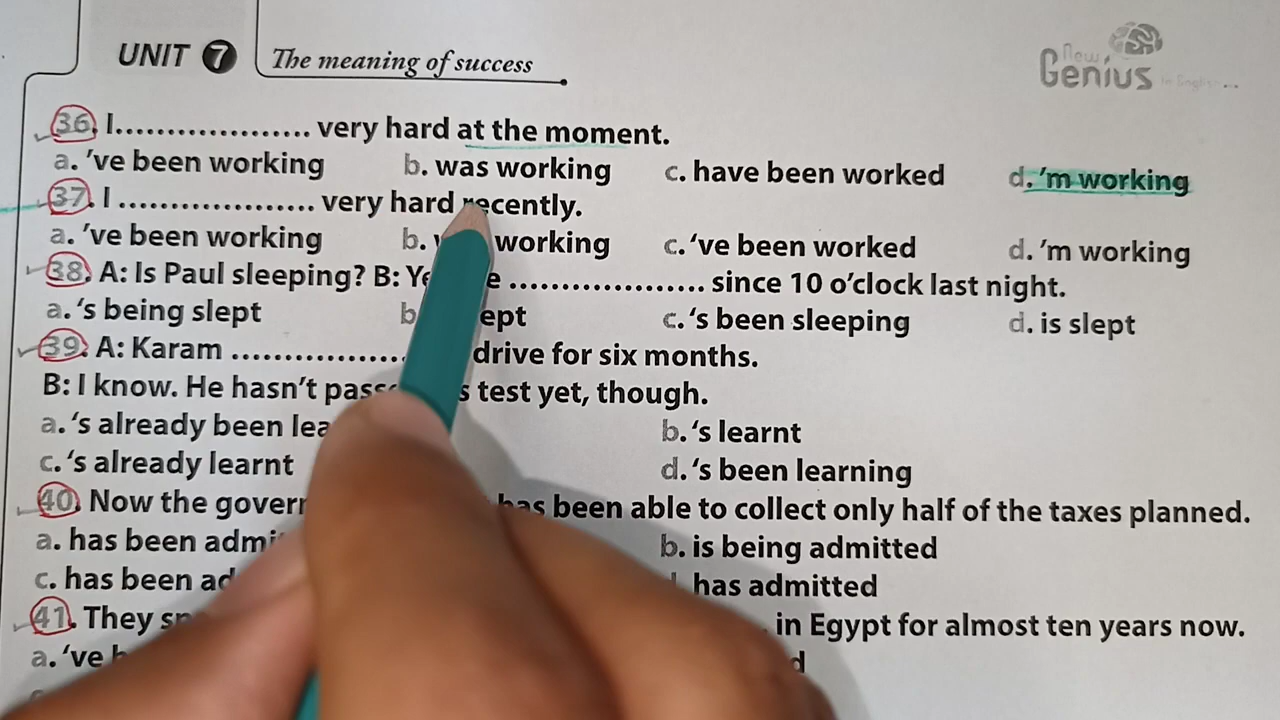 UNIT 7 The meaning of success
New Genius in English
36. I.................... very hard at the moment.
a. ’ve been working b. was working c. have been worked d. ’m working
37. I .................... very hard recently.
a. ’ve been working b. working c. ‘ve been worked d. ’m working
38. A: Is Paul sleeping? B: .................... since 10 o’clock last night.
a. ‘s being slept b. c. ‘s been sleeping d. is slept
39. A: Karam .................. drive for six months.
B: I know. He hasn’t test yet, though.
a. ‘s already been b. ‘s learnt
c. ‘s already learnt d. ‘s been learning
40. Now the has been able to collect only half of the taxes planned.
a. has been b. is being admitted
c. has been has admitted
41. They in Egypt for almost ten years now.
a. ‘ve